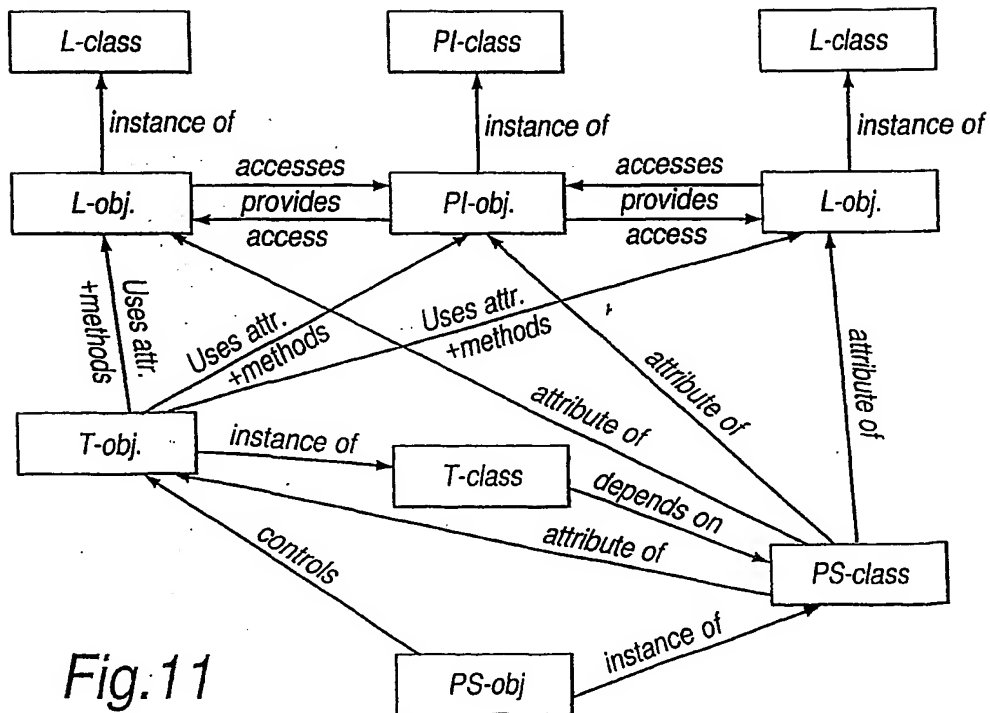 L-class
PI-class
L-class
instance of
instance of
instance of
accesses
accesses
L-obj.
provides
PI-obj.
provides
L-obj.
access
access
Uses attr.
+methods
Uses attr.
+methods
Uses attr.
+methods
attribute of
attribute of
attribute of
T-obj.
instance of
T-class
depends on
controls
attribute of
PS-class
instance of
PS-obj
Fig.11